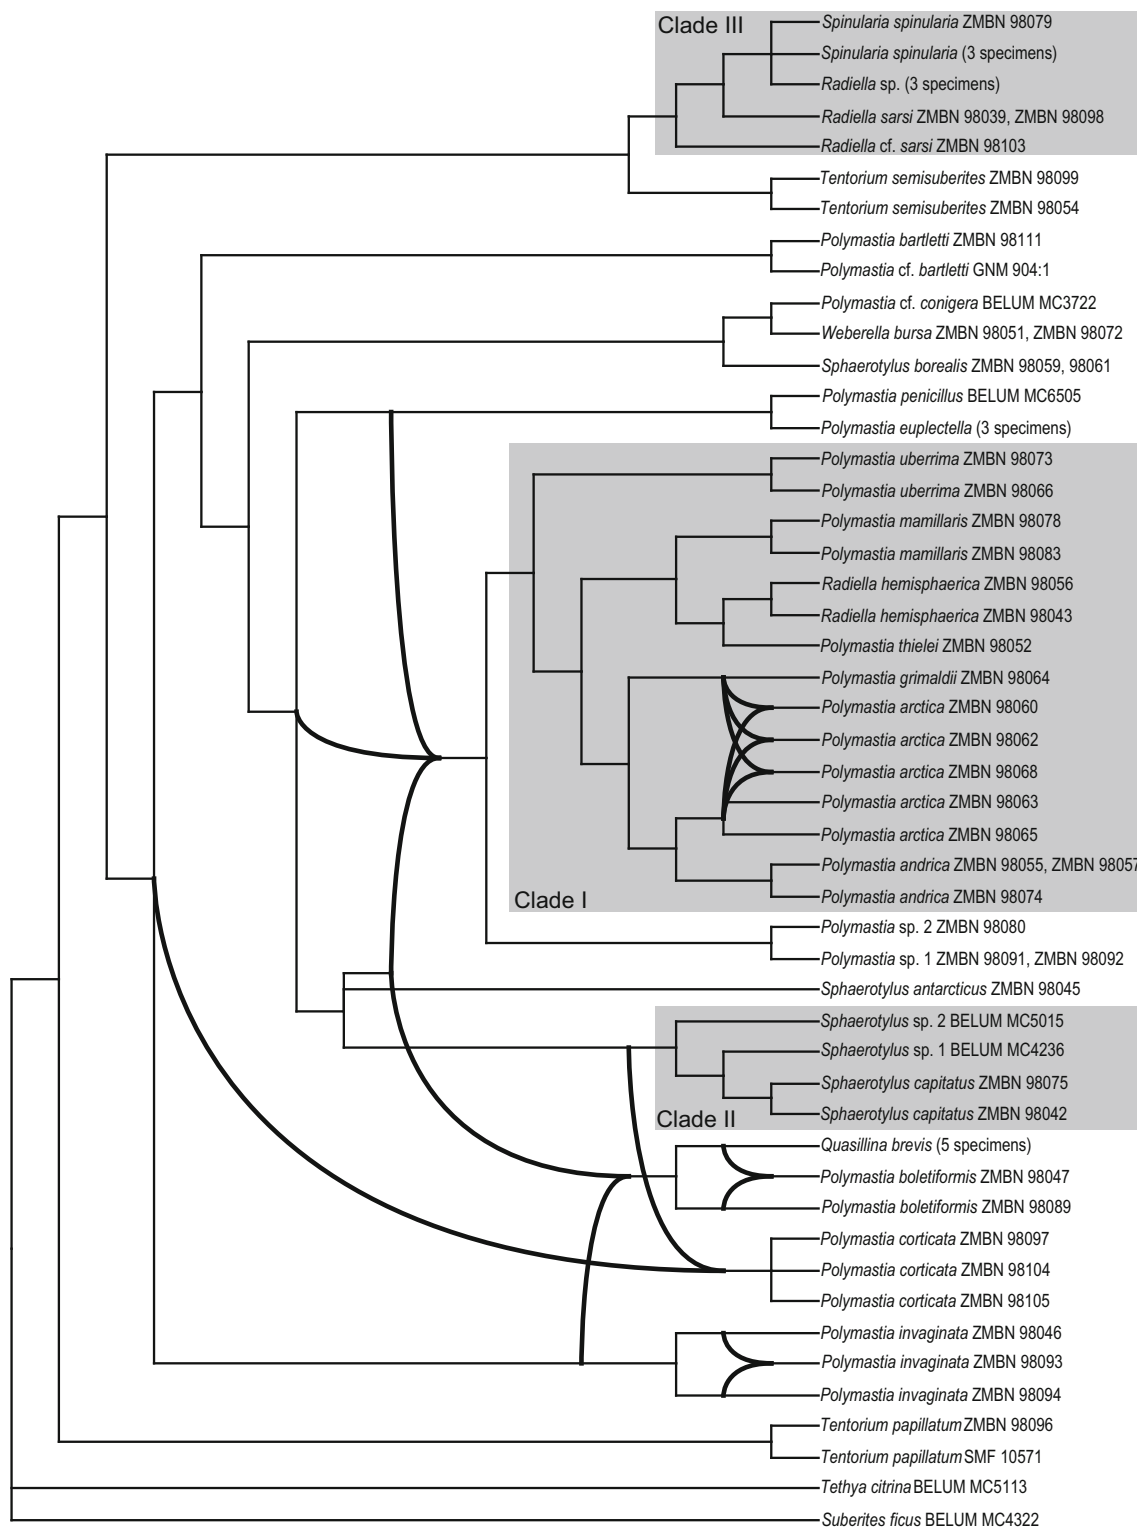 Clade III
Spinularia spinularia ZMBN 98079
Spinularia spinularia (3 specimens)
Radiella sp. (3 specimens)
Radiella sarsi ZMBN 98039, ZMBN 98098
Radiella cf. sarsi ZMBN 98103
Tentorium semisuberites ZMBN 98099
Tentorium semisuberites ZMBN 98054
Polymastia bartletti ZMBN 98111
Polymastia cf. bartletti GNM 904:1
Polymastia cf. conigera BELUM MC3722
Weberella bursa ZMBN 98051, ZMBN 98072
Sphaerotylus borealis ZMBN 98059, 98061
Polymastia penicillus BELUM MC6505
Polymastia euplectella (3 specimens)
Polymastia uberrima ZMBN 98073
Polymastia uberrima ZMBN 98066
Polymastia mamillaris ZMBN 98078
Polymastia mamillaris ZMBN 98083
Radiella hemisphaerica ZMBN 98056
Radiella hemisphaerica ZMBN 98043
Polymastia thielei ZMBN 98052
Polymastia grimaldii ZMBN 98064
Polymastia arctica ZMBN 98060
Polymastia arctica ZMBN 98062
Polymastia arctica ZMBN 98068
Polymastia arctica ZMBN 98063
Polymastia arctica ZMBN 98065
Polymastia andrica ZMBN 98055, ZMBN 98057
Polymastia andrica ZMBN 98074
Clade I
Polymastia sp. 2 ZMBN 98080
Polymastia sp. 1 ZMBN 98091, ZMBN 98092
Sphaerotylus antarcticus ZMBN 98045
Sphaerotylus sp. 2 BELUM MC5015
Sphaerotylus sp. 1 BELUM MC4236
Sphaerotylus capitatus ZMBN 98075
Sphaerotylus capitatus ZMBN 98042
Clade II
Quasillina brevis (5 specimens)
Polymastia boletiformis ZMBN 98047
Polymastia boletiformis ZMBN 98089
Polymastia corticata ZMBN 98097
Polymastia corticata ZMBN 98104
Polymastia corticata ZMBN 98105
Polymastia invaginata ZMBN 98046
Polymastia invaginata ZMBN 98093
Polymastia invaginata ZMBN 98094
Tentorium papillatum ZMBN 98096
Tentorium papillatum SMF 10571
Tethya citrina BELUM MC5113
Suberites ficus BELUM MC4322